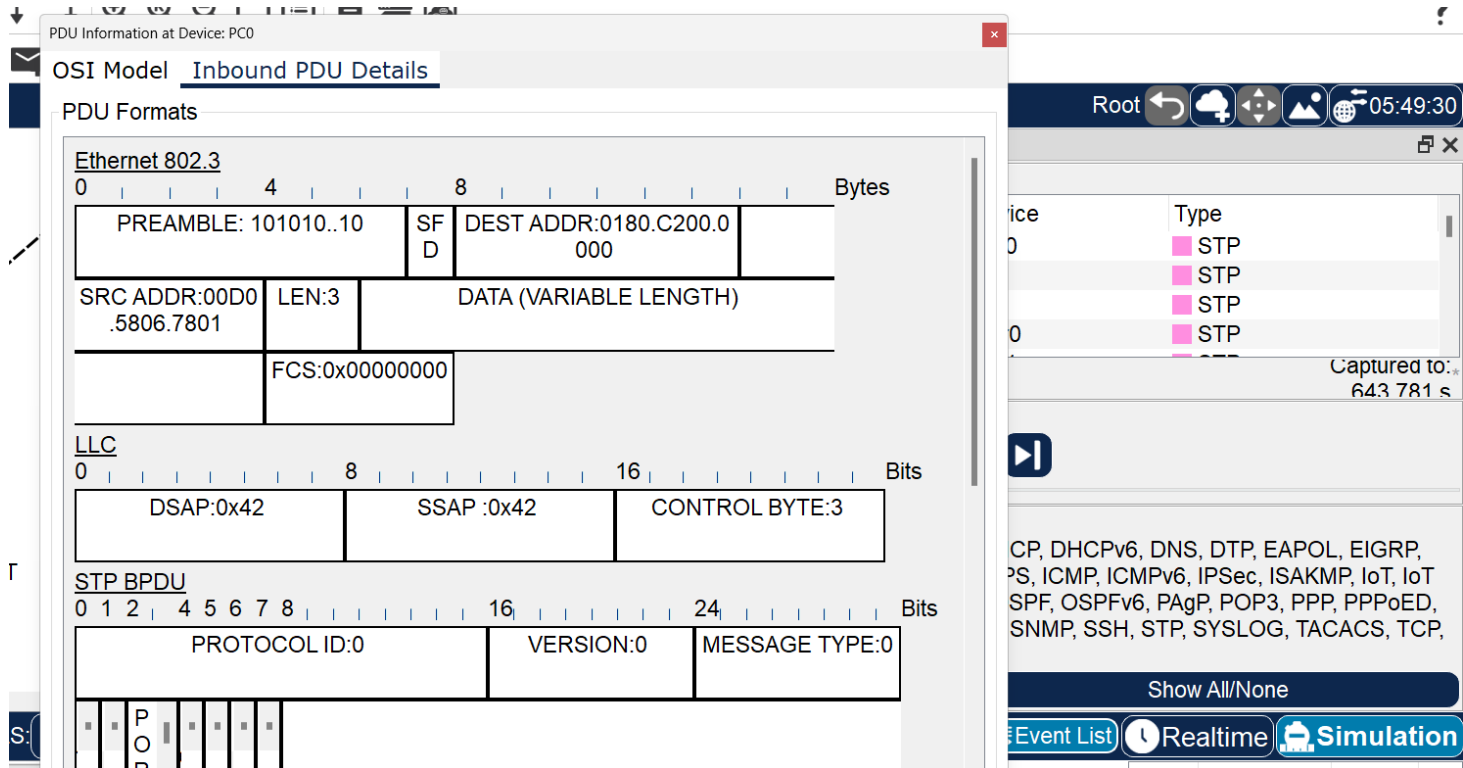 PDU Information at Device: PC0
OSI Model Inbound PDU Details
PDU Formats
Ethernet 802.3
0 4 8 Bytes
PREAMBLE: 101010..10
SF
D
DEST ADDR:0180.C200.0
000
SRC ADDR:00D0
.5806.7801
LEN:3
DATA (VARIABLE LENGTH)
FCS:0x00000000
LLC
0 8 16 Bits
DSAP:0x42 SSAP :0x42 CONTROL BYTE:3
STP BPDU
0 1 2 4 5 6 7 8 16 24 Bits
PROTOCOL ID:0 VERSION:0 MESSAGE TYPE:0
P
O
Root 05:49:30
ice Type
0 STP
STP
STP
0 STP
Captured to:*
643.781 s
CP, DHCPv6, DNS, DTP, EAPOL, EIGRP,
PS, ICMP, ICMPv6, IPSec, ISAKMP, IoT, IoT
SPF, OSPFv6, PAgP, POP3, PPP, PPPoED,
SNMP, SSH, STP, SYSLOG, TACACS, TCP,
Show All/None
S:
Event List Realtime Simulation